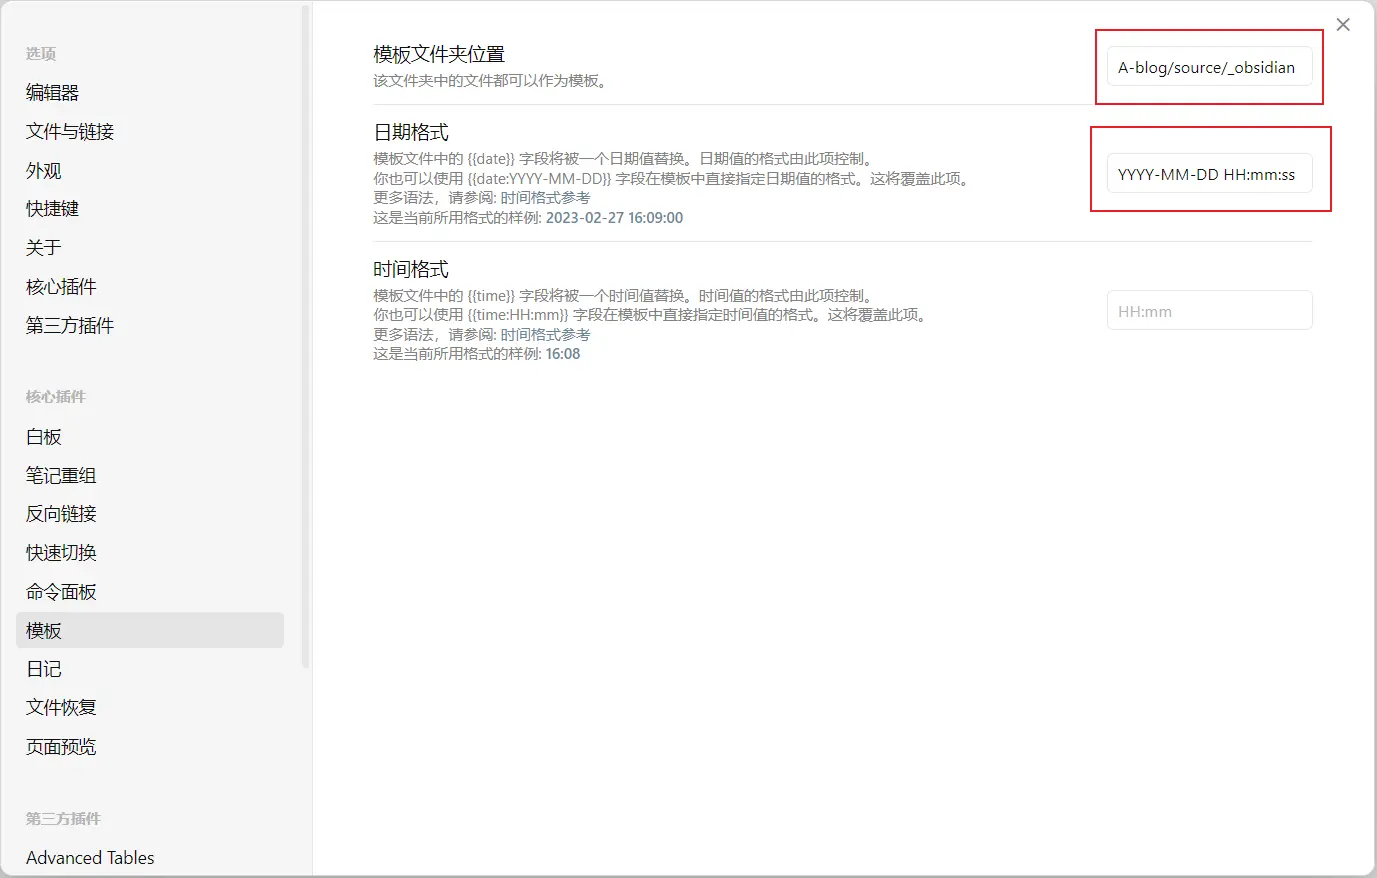 选项
编辑器
文件与链接
外观
快捷键
关于
核心插件
第三方插件
核心插件
白板
笔记重组
反向链接
快速切换
命令面板
模板
日记
文件恢复
页面预览
第三方插件
Advanced Tables
模板文件夹位置
该文件夹中的文件都可以作为模板。
A-blog/source/_obsidian
日期格式
模板文件中的 {{date}} 字段将被一个日期值替换。日期值的格式由此项控制。
你也可以使用 {{date:YYYY-MM-DD}} 字段在模板中直接指定日期值的格式。这将覆盖此项。
更多语法，请参阅: 时间格式参考
这是当前所用格式的样例: 2023-02-27 16:09:00
YYYY-MM-DD HH:mm:ss
时间格式
模板文件中的 {{time}} 字段将被一个时间值替换。时间值的格式由此项控制。
你也可以使用 {{time:HH:mm}} 字段在模板中直接指定时间值的格式。这将覆盖此项。
更多语法，请参阅: 时间格式参考
这是当前所用格式的样例: 16:08
HH:mm